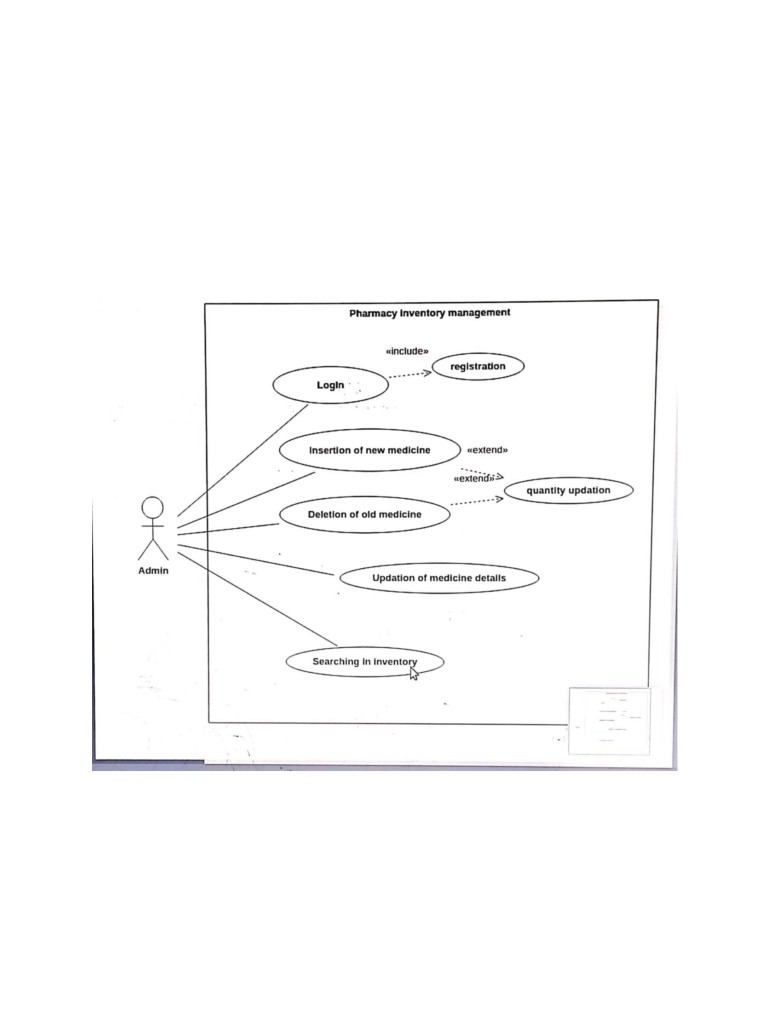 Pharmacy inventory management
«include»
registration
LogIn
Insertion of new medicine
«extend»
«extend»
quantity updation
Deletion of old medicine
Admin
Updation of medicine details
Searching in inventory